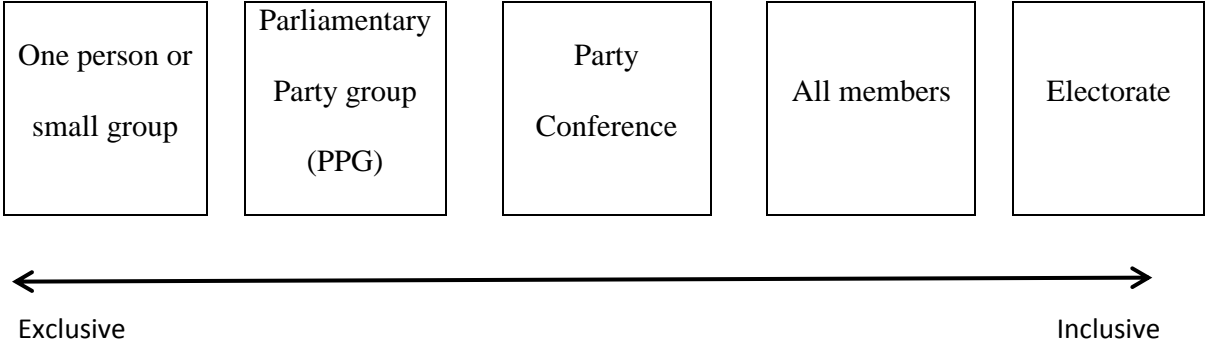 One person or
small group
Parliamentary
Party group
(PPG)
Party
Conference
All members
Electorate
Exclusive
Inclusive